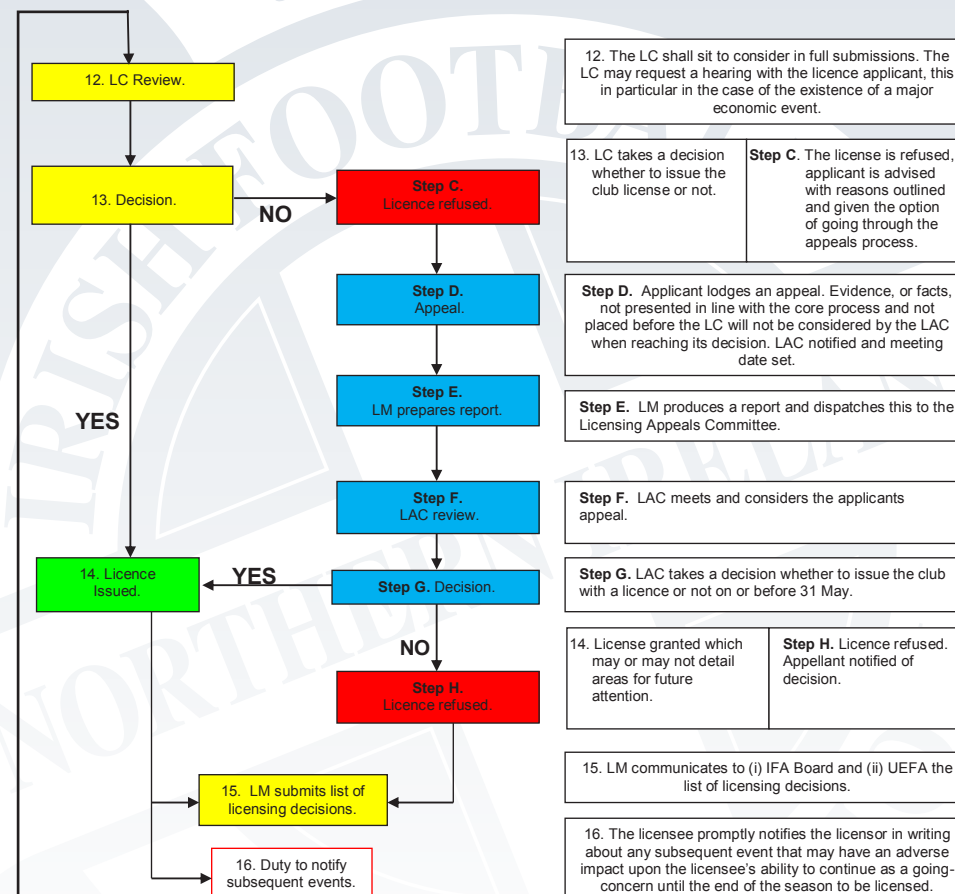 12. LC Review.
12. The LC shall sit to consider in full submissions. The
LC may request a hearing with the licence applicant, this
in particular in the case of the existence of a major
economic event.
13. Decision.
NO
Step C.
Licence refused.
13. LC takes a decision
whether to issue the
club license or not.
Step C. The license is refused,
applicant is advised
with reasons outlined
and given the option
of going through the
appeals process.
Step D.
Appeal.
Step D. Applicant lodges an appeal. Evidence, or facts,
not presented in line with the core process and not
placed before the LC will not be considered by the LAC
when reaching its decision. LAC notified and meeting
date set.
YES
Step E.
LM prepares report.
Step E. LM produces a report and dispatches this to the
Licensing Appeals Committee.
Step F.
LAC review.
Step F. LAC meets and considers the applicants
appeal.
14. Licence
Issued.
YES
Step G. Decision.
Step G. LAC takes a decision whether to issue the club
with a licence or not on or before 31 May.
NO
Step H.
Licence refused.
14. License granted which
may or may not detail
areas for future
attention.
Step H. Licence refused.
Appellant notified of
decision.
15. LM submits list of
licensing decisions.
15. LM communicates to (i) IFA Board and (ii) UEFA the
list of licensing decisions.
16. Duty to notify
subsequent events.
16. The licensee promptly notifies the licensor in writing
about any subsequent event that may have an adverse
impact upon the licensee's ability to continue as a going-
concern until the end of the season to be licensed.
IRISH FOOTB
NORTHERN IRELAN